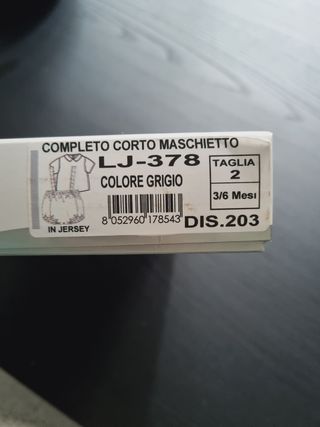 COMPLETO CORTO MASCHIETTO
LJ-378
COLORE GRIGIO
TAGLIA
2
3/6 Mesi
8 052960 178543
DIS.203
IN JERSEY